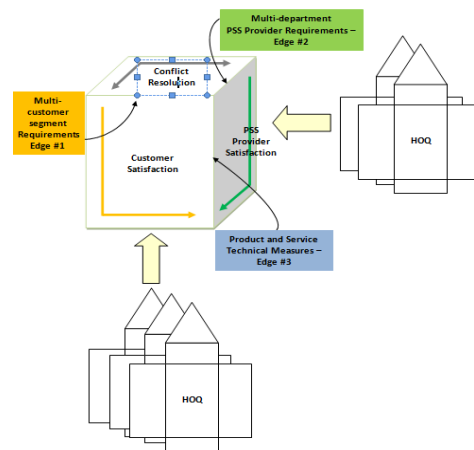 Multi-department
PSS Provider Requirements –
Edge #2
Conflict
Resolution
Multi-
customer
segment
Requirements
Edge #1
PSS
Provider
Satisfaction
Customer
Satisfaction
HOQ
Product and Service
Technical Measures –
Edge #3
HOQ